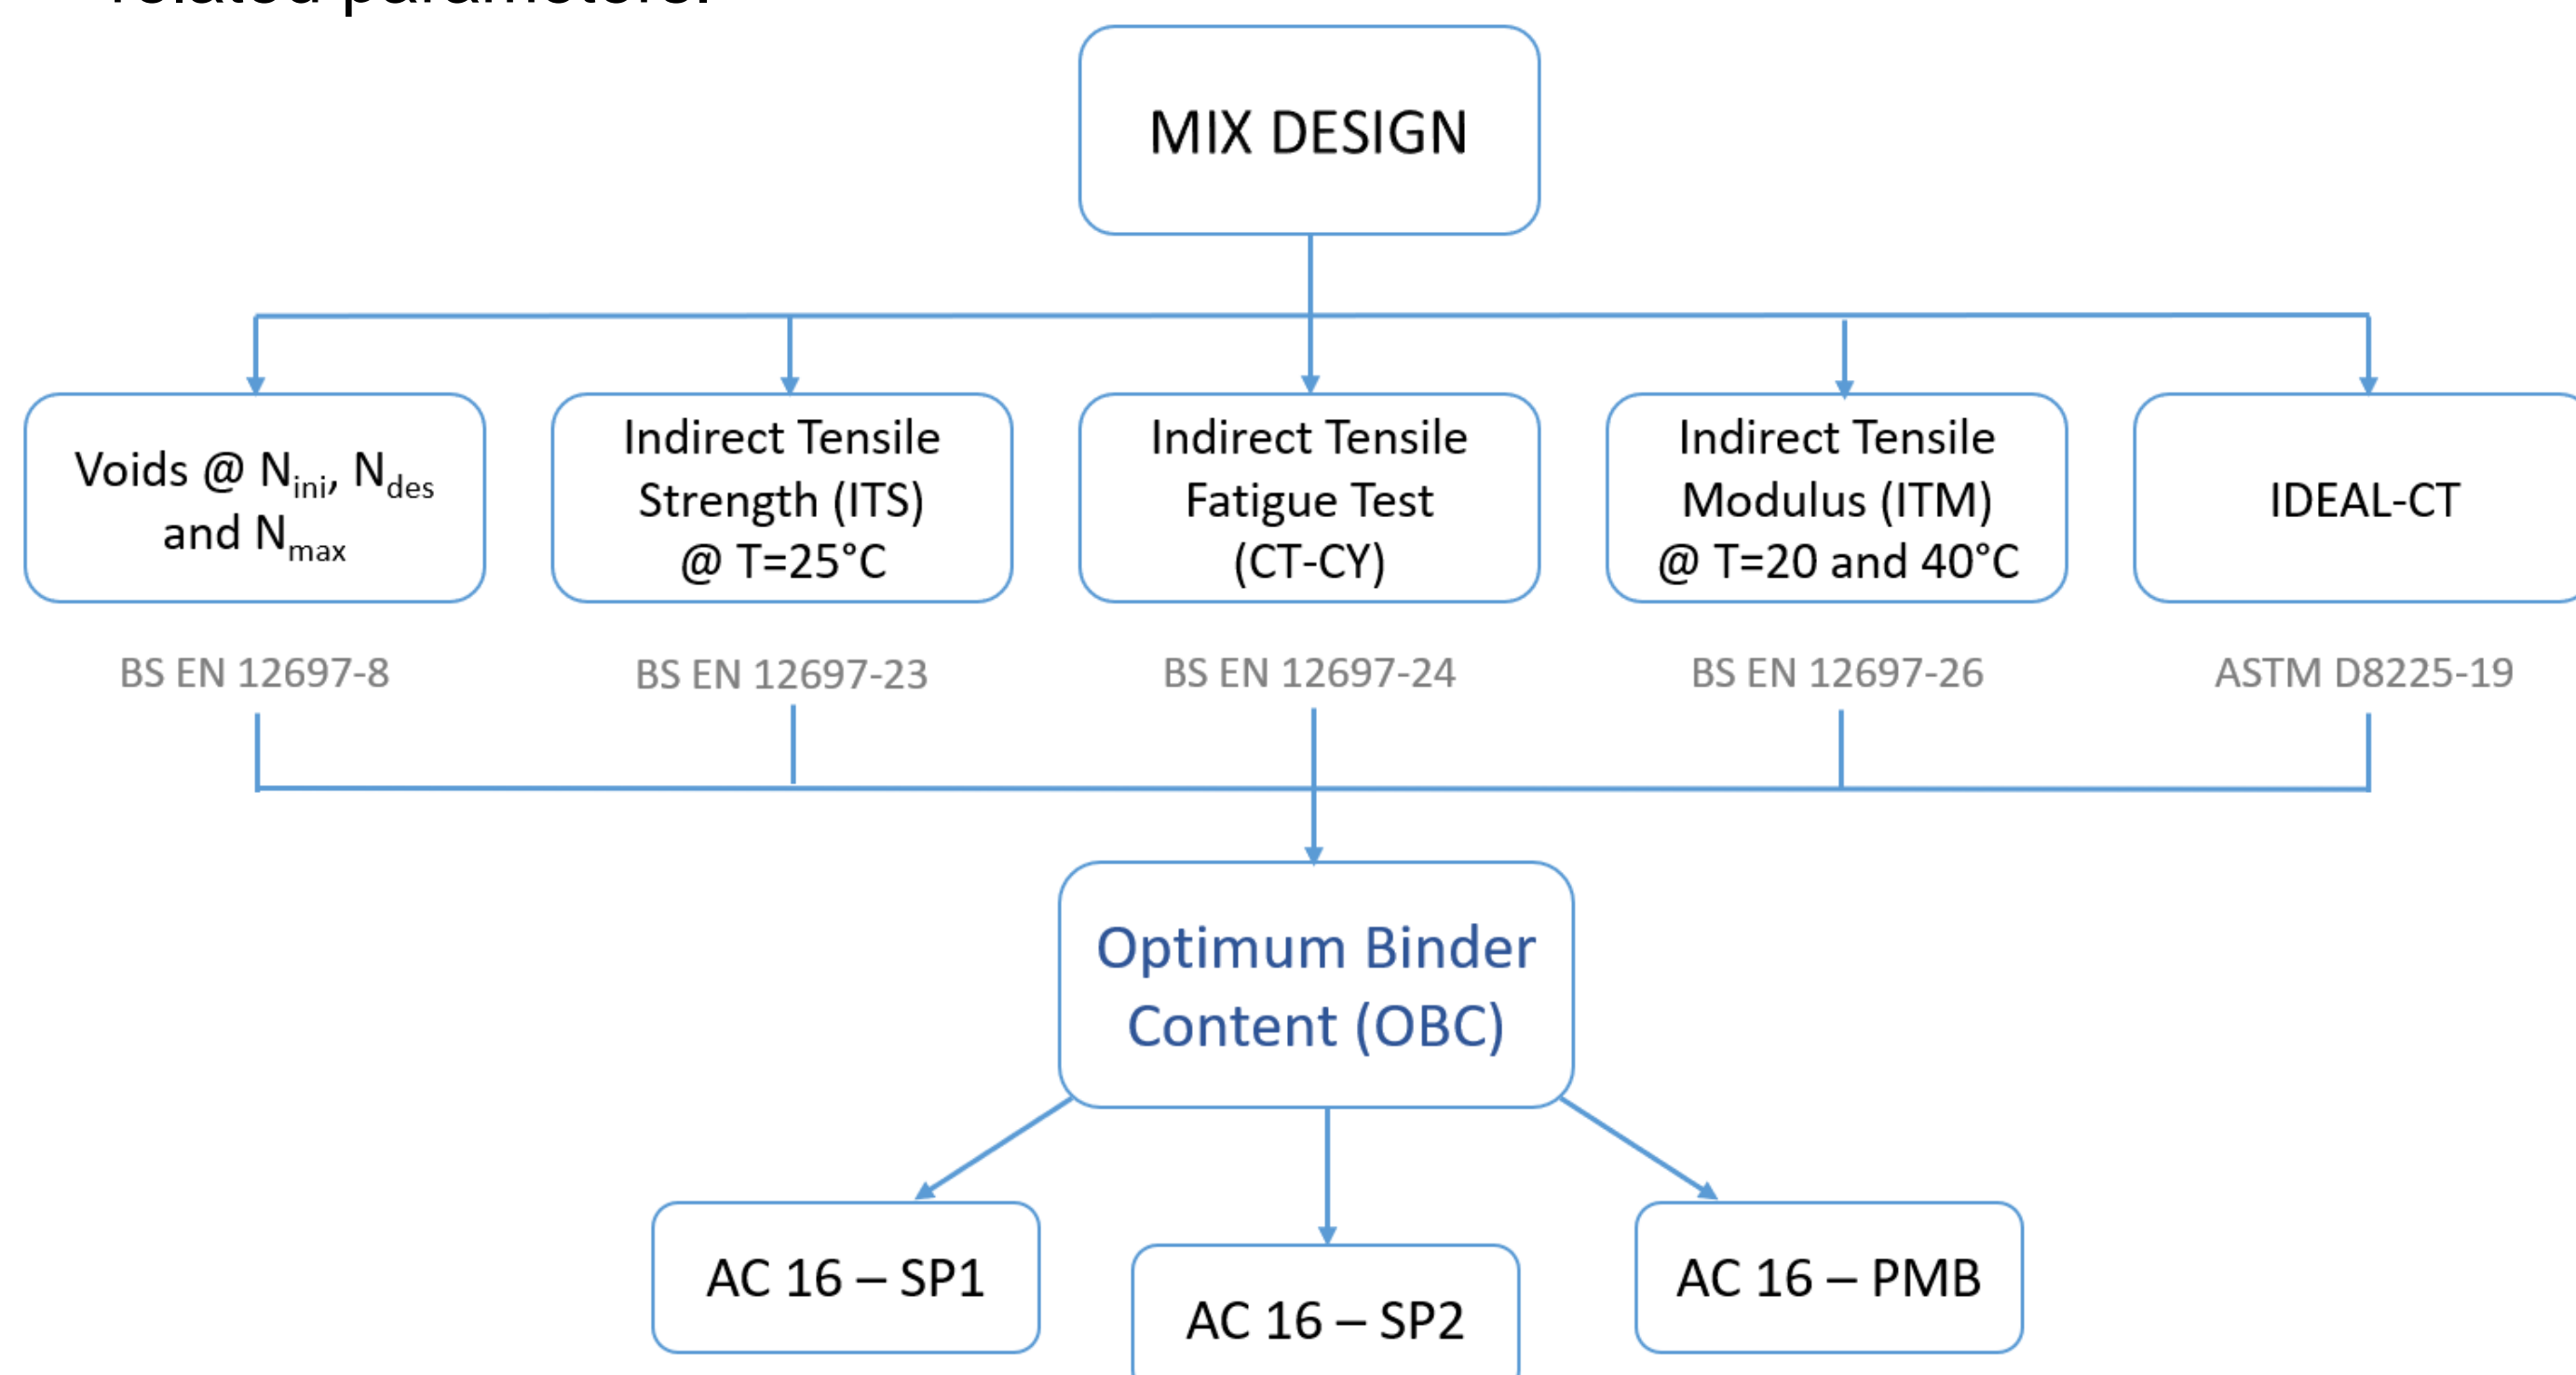 related parameters.
MIX DESIGN
Voids @ Nini, Ndes
and Nmax
Indirect Tensile
Strength (ITS)
@ T=25°C
Indirect Tensile
Fatigue Test
(CT-CY)
Indirect Tensile
Modulus (ITM)
@ T=20 and 40°C
IDEAL-CT
BS EN 12697-8
BS EN 12697-23
BS EN 12697-24
BS EN 12697-26
ASTM D8225-19
Optimum Binder
Content (OBC)
AC 16 – SP1
AC 16 – SP2
AC 16 – PMB